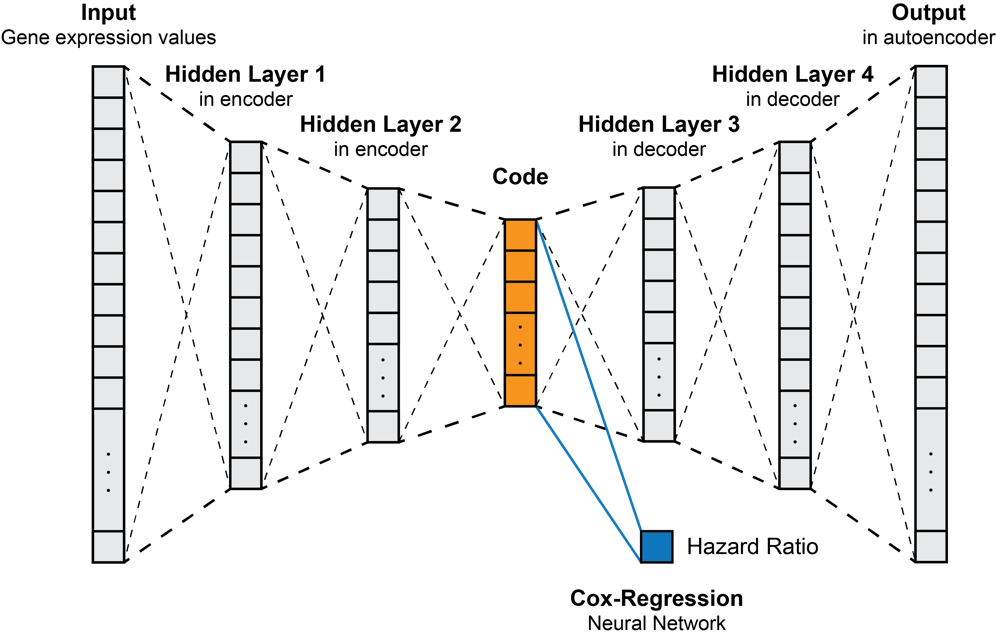 Input
Gene expression values
Hidden Layer 1
in encoder
Hidden Layer 2
in encoder
Code
Hidden Layer 3
in decoder
Hidden Layer 4
in decoder
Output
in autoencoder
Hazard Ratio
Cox-Regression
Neural Network